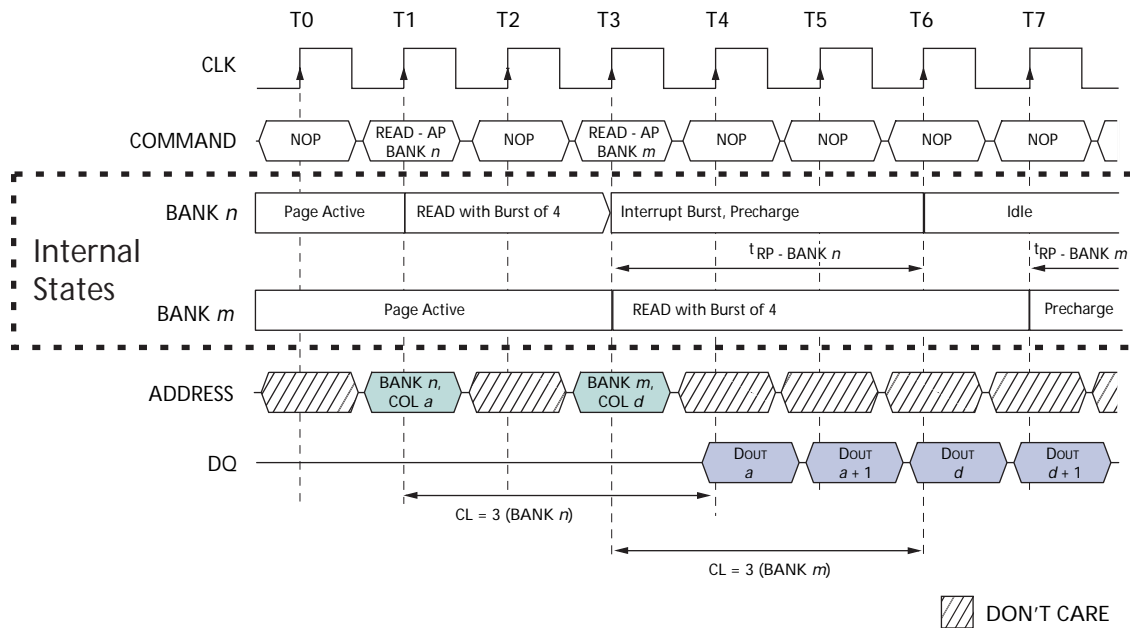 T0 T1 T2 T3 T4 T5 T6 T7
CLK
COMMAND NOP READ - AP BANK n NOP READ - AP BANK m NOP NOP NOP NOP
BANK n Page Active READ with Burst of 4 Interrupt Burst, Precharge Idle
Internal
States
tRP - BANK n tRP - BANK m
BANK m Page Active READ with Burst of 4 Precharge
ADDRESS BANK n, COL a BANK m, COL d
DQ DOUT a DOUT a + 1 DOUT d DOUT d + 1
CL = 3 (BANK n)
CL = 3 (BANK m)
DON'T CARE